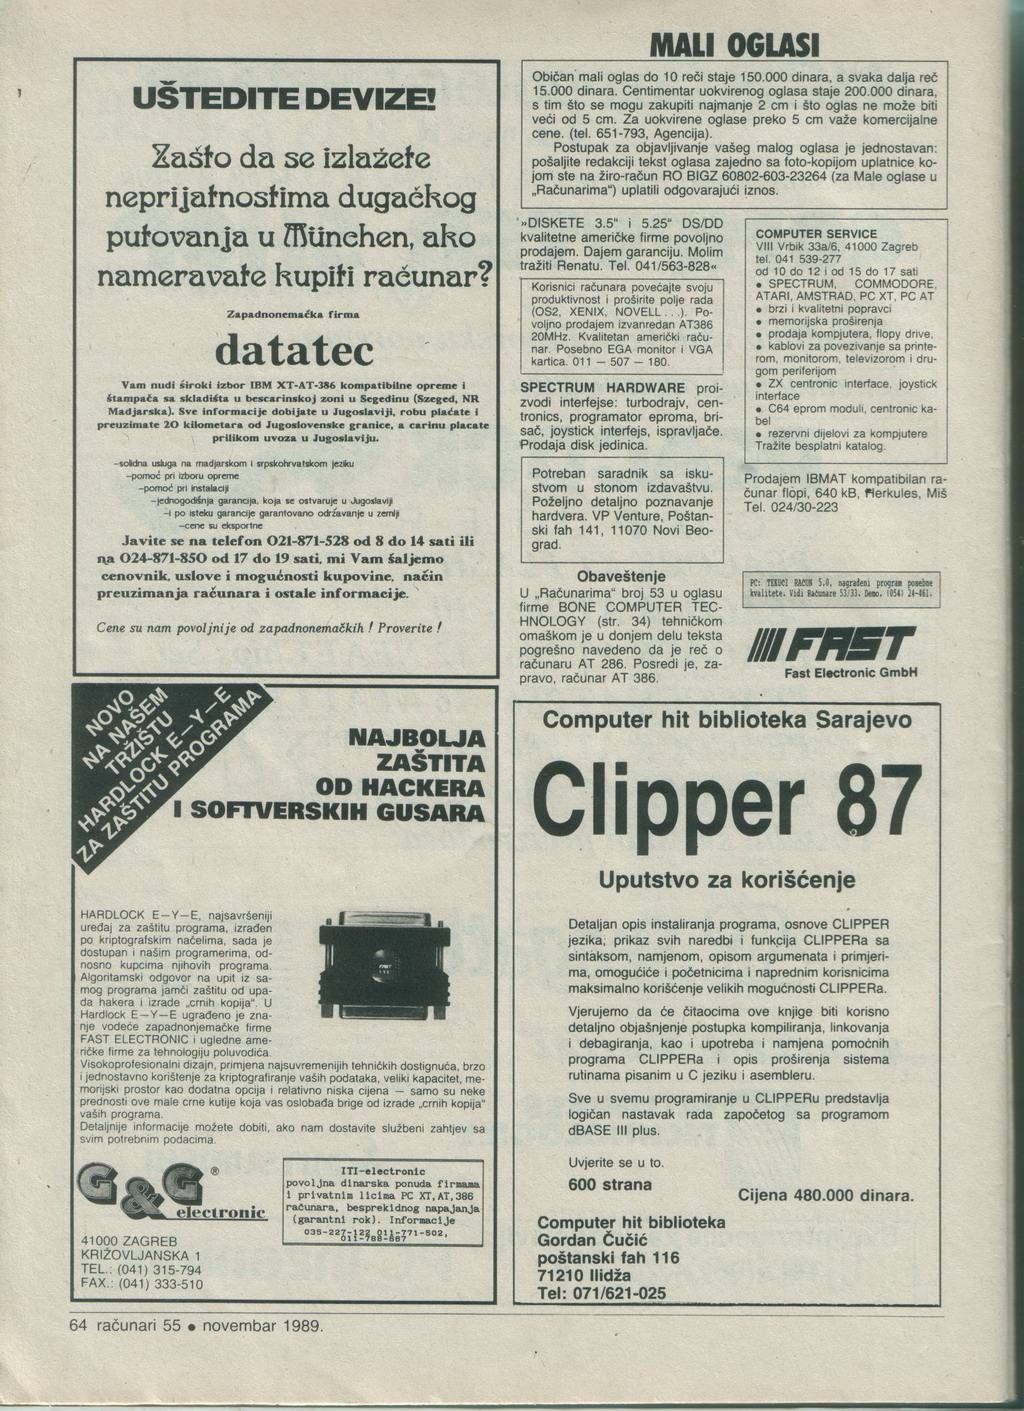 UŠTEDITE DEVIZE!
Zašto da se izlažete
neprijatnostima dugačkog
putovanja u München, ako
nameravate kupiti računar?
Zapadnonemačka firma
datatec
Vam nudi široki izbor IBM XT-AT-386 kompatibilne opreme i
štampača sa skladišta u bescarinskoj zoni u Segedinu (Szeged, NR
Madjarska). Sve informacije dobijate u Jugoslaviji, robu plaćate i
preuzimate 20 kilometara od Jugoslovenske granice, a carinu placate
prilikom uvoza u Jugoslaviju.
-solidna usluga na madjarskom i srpskohrvatskom jeziku
-pomoć pri izboru opreme
-pomoć pri instalaciji
-jednogodišnja garancija, koja se ostvaruje u Jugoslaviji
-i po isteku garancije garantovano održavanje u zemlji
-cene su eksportne
Javite se na telefon 021-871-528 od 8 do 14 sati ili
na 024-871-850 od 17 do 19 sati, mi Vam šaljemo
cenovnik, uslove i mogućnosti kupovine, način
preuzimanja računara i ostale informacije.
Cene su nam povoljnije od zapadnonemačkih ! Proverite !
NOVO
NA NAŠEM
TRŽIŠTU
HARDLOCK E-Y-E
ZA ZAŠTITU PROGRAMA
NAJBOLJA
ZAŠTITA
OD HACKERA
I SOFTVERSKIH GUSARA
HARDLOCK E—Y—E, najsavršeniji
uređaj za zaštitu programa, izrađen
po kriptografskim načelima, sada je
dostupan i našim programerima, od-
nosno kupcima njihovih programa.
Algoritamski odgovor na upit iz sa-
mog programa jamči zaštitu od upa-
da hakera i izrade „crnih kopija". U
Hardlock E—Y—E ugrađeno je zna-
nje vodeće zapadnonjemačke firme
FAST ELECTRONIC i ugledne ame-
ričke firme za tehnologiju poluvodića.
Visokoprofesionalni dizajn, primjena najsuvremenijih tehničkih dostignuća, brzo
i jednostavno korištenje za kriptografiranje vaših podataka, veliki kapacitet, me-
morijski prostor kao dodatna opcija i relativno niska cijena — samo su neke
prednosti ove male crne kutije koja vas oslobađa brige od izrade „crnih kopija"
vaših programa.
Detaljnije informacije možete dobiti, ako nam dostavite službeni zahtjev sa
svim potrebnim podacima.
G&G ®
electronic
41000 ZAGREB
KRIŽOVLJANSKA 1
TEL.: (041) 315-794
FAX.: (041) 333-510
ITI-electronic
povoljna dinarska ponuda firmama
i privatnim licima PC XT,AT,386
računara, besprekidnog napajanja
(garantni rok). Informacije
035-227-122 011-771-502,
011-788-667
MALI OGLASI
Običan mali oglas do 10 reči staje 150.000 dinara, a svaka dalja reč
15.000 dinara. Centimentar uokvirenog oglasa staje 200.000 dinara,
s tim što se mogu zakupiti najmanje 2 cm i što oglas ne može biti
veći od 5 cm. Za uokvirene oglase preko 5 cm važe komercijalne
cene. (tel. 651-793, Agencija).
Postupak za objavljivanje vašeg malog oglasa je jednostavan:
pošaljite redakciji tekst oglasa zajedno sa foto-kopijom uplatnice ko-
jom ste na žiro-račun RO BIGZ 60802-603-23264 (za Male oglase u
„Računarima") uplatili odgovarajući iznos.
»DISKETE 3.5" i 5.25" DS/DD
kvalitetne američke firme povoljno
prodajem. Dajem garanciju. Molim
tražiti Renatu. Tel. 041/563-828«
Korisnici računara povećajte svoju
produktivnost i proširite polje rada
(OS2, XENIX, NOVELL . . .). Po-
voljno prodajem izvanredan AT386
20MHz. Kvalitetan američki raču-
nar. Posebno EGA monitor i VGA
kartica. 011 — 507 — 180.
SPECTRUM HARDWARE proi-
zvodi interfejse: turbodrajv, cen-
tronics, programator eproma, bri-
sač, joystick interfejs, ispravljače.
Prodaja disk jedinica.
Potreban saradnik sa isku-
stvom u stonom izdavaštvu.
Poželjno detaljno poznavanje
hardvera. VP Venture, Poštan-
ski fah 141, 11070 Novi Beo-
grad.
Obaveštenje
U „Računarima" broj 53 u oglasu
firme BONE COMPUTER TEC-
HNOLOGY (str. 34) tehničkom
omaškom je u donjem delu teksta
pogrešno navedeno da je reč o
računaru AT 286. Posredi je, za-
pravo, računar AT 386.
COMPUTER SERVICE
VIII Vrbik 33a/6, 41000 Zagreb
tel. 041 539-277
od 10 do 12 i od 15 do 17 sati
• SPECTRUM, COMMODORE,
ATARI, AMSTRAD, PC XT, PC AT
• brzi i kvalitetni popravci
• memorijska proširenja
• prodaja kompjutera, flopy drive,
• kablovi za povezivanje sa printe-
rom, monitorom, televizorom i dru-
gom periferijom
• ZX centronic interface, joystick
interface
• C64 eprom moduli, centronic ka-
bel
• rezervni dijelovi za kompjutere
Tražite besplatni katalog.
Prodajem IBMAT kompatibilan ra-
čunar flopi, 640 kB, Herkules, Miš
Tel. 024/30-223
PC: TEKUCI RACUN 5.0, nagrađeni program posebne
kvalitete. Vidi Računare 53/33. Demo. (054) 24-461.
FAST
Fast Electronic GmbH
Computer hit biblioteka Sarajevo
Clipper 87
Uputstvo za korišćenje
Detaljan opis instaliranja programa, osnove CLIPPER
jezika, prikaz svih naredbi i funkcija CLIPPERa sa
sintaksom, namjenom, opisom argumenata i primjeri-
ma, omogućiće i početnicima i naprednim korisnicima
maksimalno korišćenje velikih mogućnosti CLIPPERa.
Vjerujemo da će čitaocima ove knjige biti korisno
detaljno objašnjenje postupka kompiliranja, linkovanja
i debagiranja, kao i upotreba i namjena pomoćnih
programa CLIPPERa i opis proširenja sistema
rutinama pisanim u C jeziku i asembleru.
Sve u svemu programiranje u CLIPPERu predstavlja
logičan nastavak rada započetog sa programom
dBASE III plus.
Uvjerite se u to.
600 strana
Cijena 480.000 dinara.
Computer hit biblioteka
Gordan Čučić
poštanski fah 116
71210 Ilidža
Tel: 071/621-025
64 računari 55 • novembar 1989.